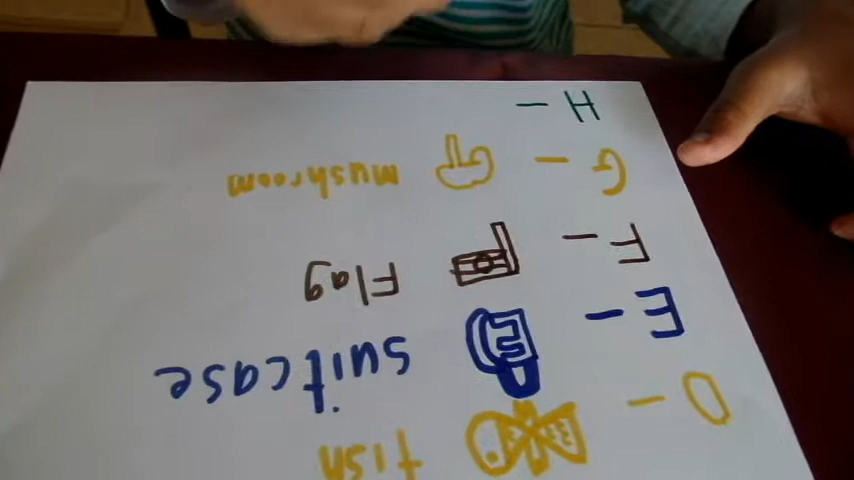 D - fish
E - suitcase
F - Flag
G - mushroom
H -